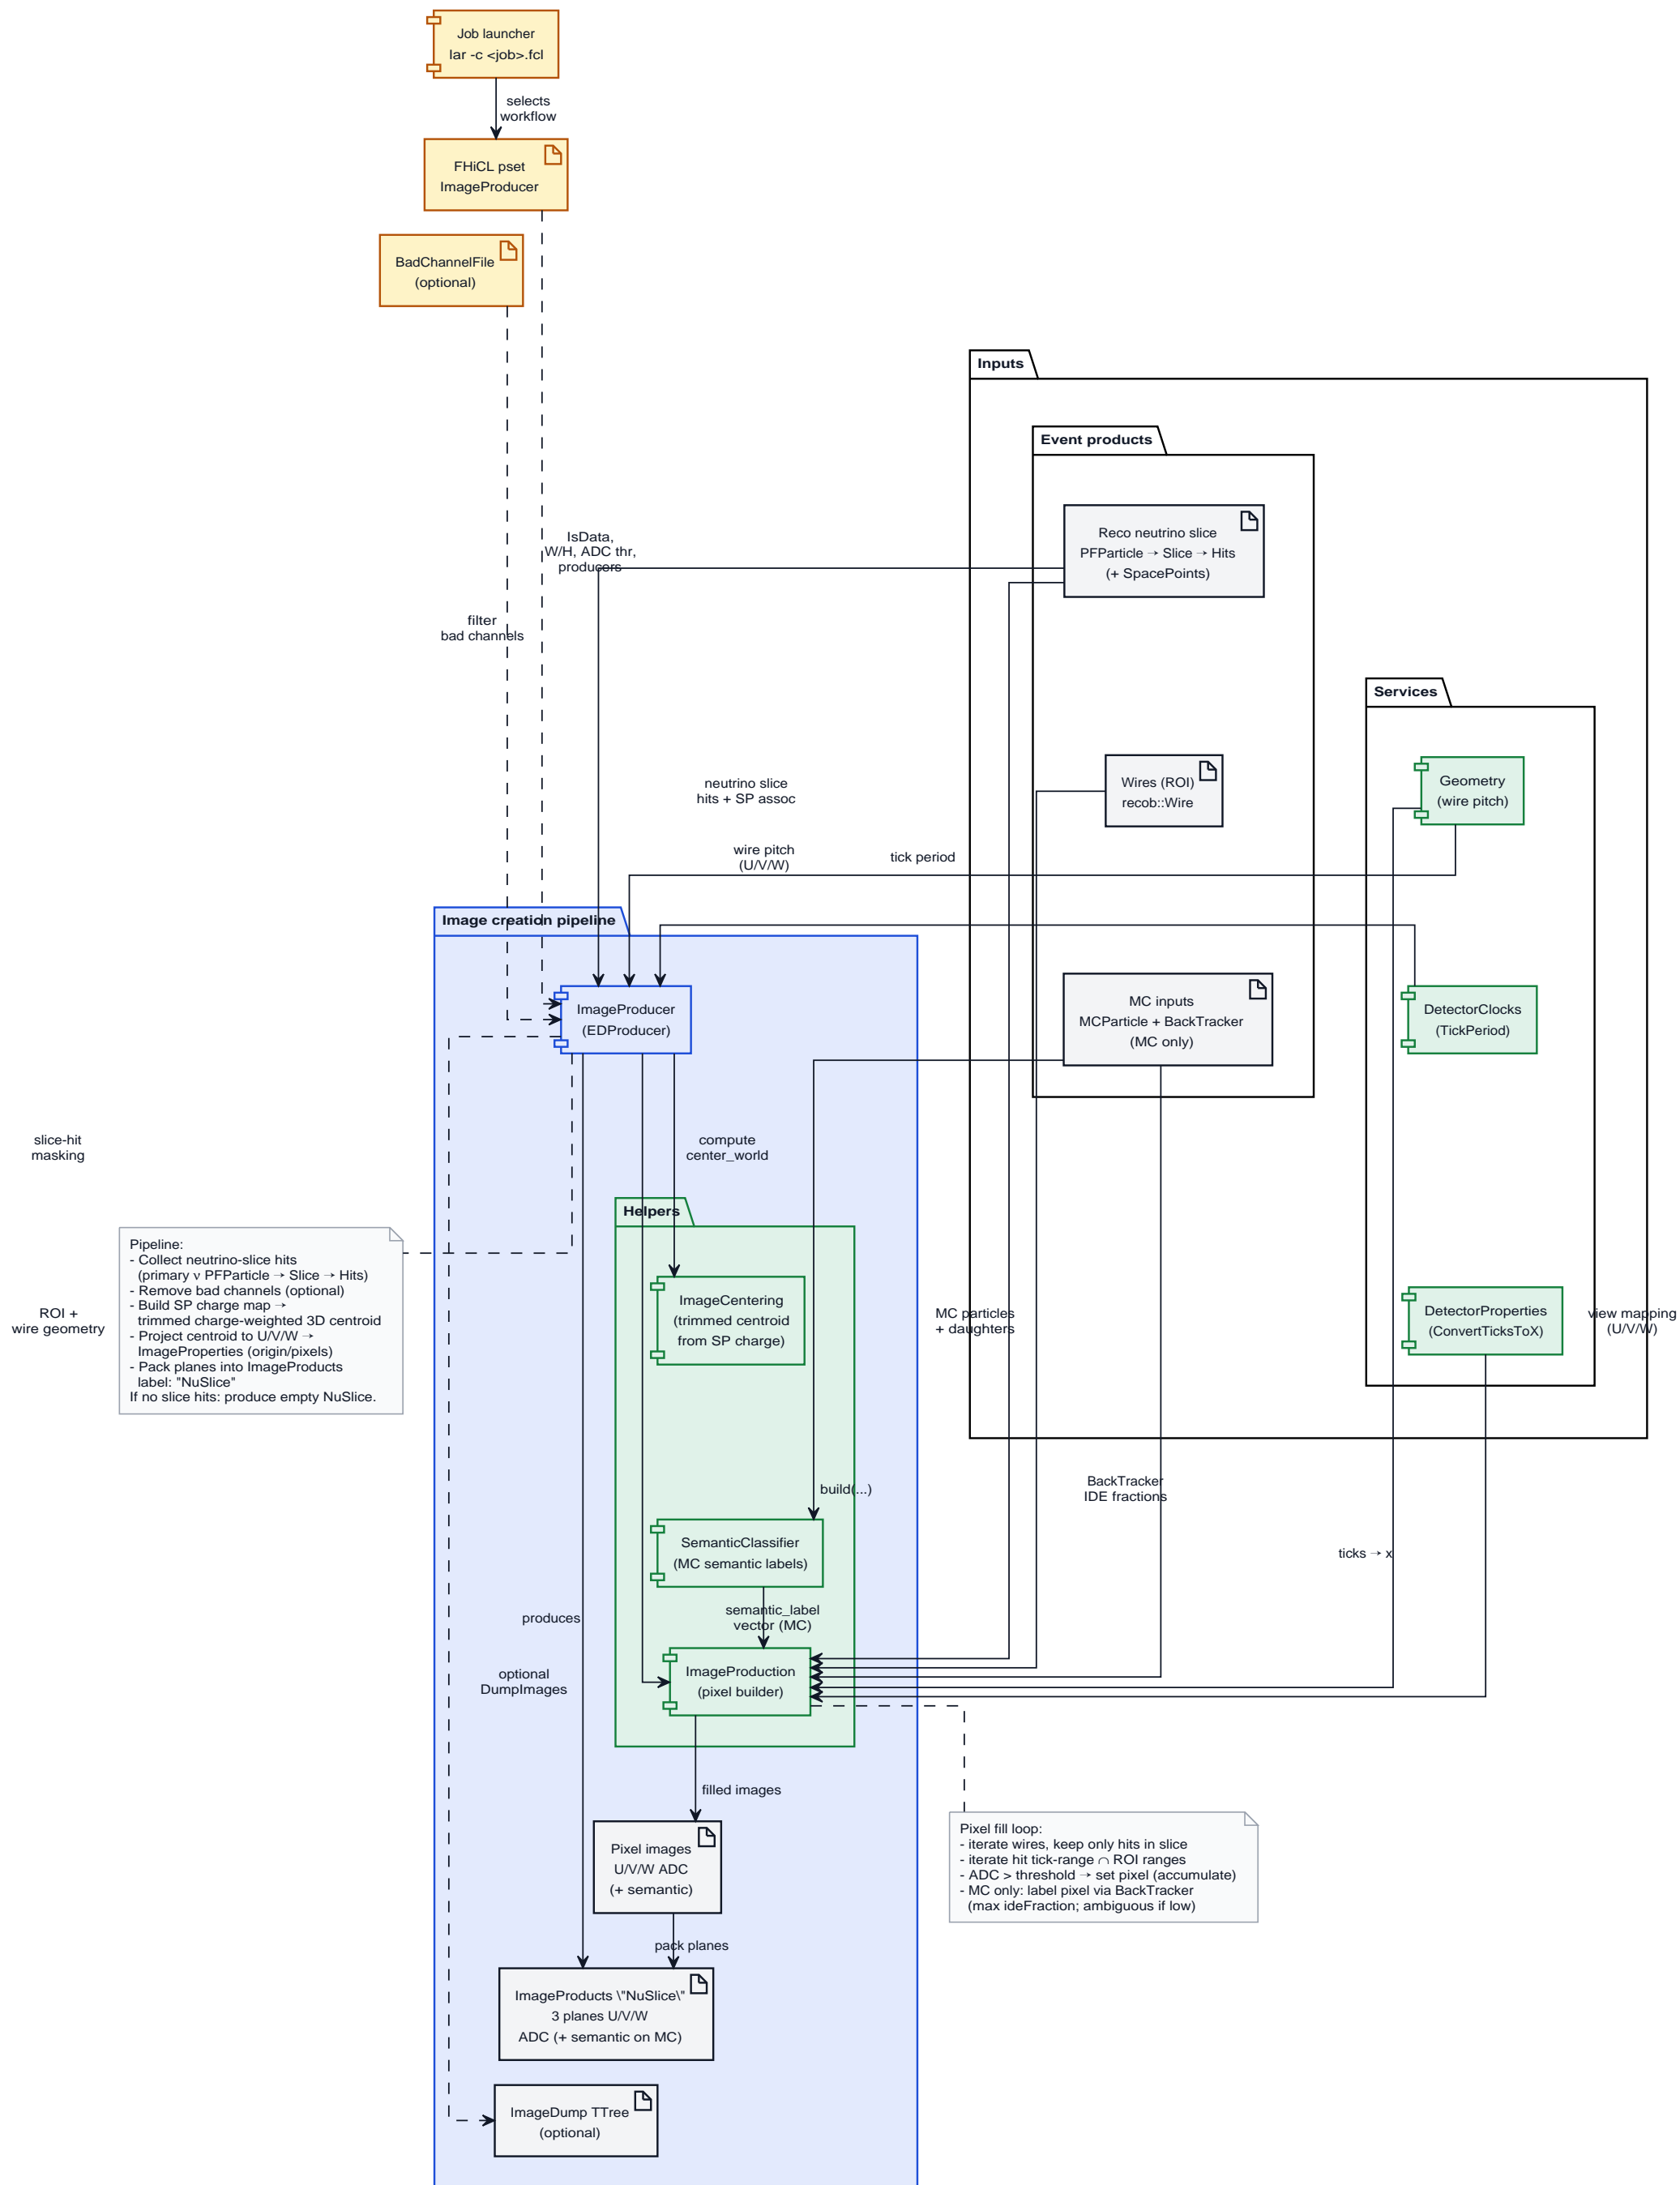 Job launcher
lar -c <job>.fcl
selects
workflow
FHiCL pset
ImageProducer
BadChannelFile
(optional)
Inputs
Event products
Reco neutrino slice
PFParticle → Slice → Hits
(+ SpacePoints)
IsData,
W/H, ADC thr,
producers
filter
bad channels
Services
neutrino slice
hits + SP assoc
Wires (ROI)
recob::Wire
Geometry
(wire pitch)
wire pitch
(U/V/W)
tick period
Image creation pipeline
ImageProducer
(EDProducer)
MC inputs
MCParticle + BackTracker
(MC only)
DetectorClocks
(TickPeriod)
slice-hit
masking
compute
center_world
Helpers
Pipeline:
- Collect neutrino-slice hits
(primary ν PFParticle → Slice → Hits)
- Remove bad channels (optional)
- Build SP charge map →
trimmed charge-weighted 3D centroid
- Project centroid to U/V/W →
ImageProperties (origin/pixels)
- Pack planes into ImageProducts
label: "NuSlice"
If no slice hits: produce empty NuSlice.
ROI +
wire geometry
ImageCentering
(trimmed centroid
from SP charge)
MC particles
+ daughters
DetectorProperties
(ConvertTicksToX)
view mapping
(U/V/W)
build(...)
BackTracker
IDE fractions
SemanticClassifier
(MC semantic labels)
ticks → x
produces
semantic_label
vector (MC)
optional
DumpImages
ImageProduction
(pixel builder)
filled images
Pixel images
U/V/W ADC
(+ semantic)
Pixel fill loop:
- iterate wires, keep only hits in slice
- iterate hit tick-range ∩ ROI ranges
- ADC > threshold → set pixel (accumulate)
- MC only: label pixel via BackTracker
(max ideFraction; ambiguous if low)
pack planes
ImageProducts \"NuSlice\"
3 planes U/V/W
ADC (+ semantic on MC)
ImageDump TTree
(optional)